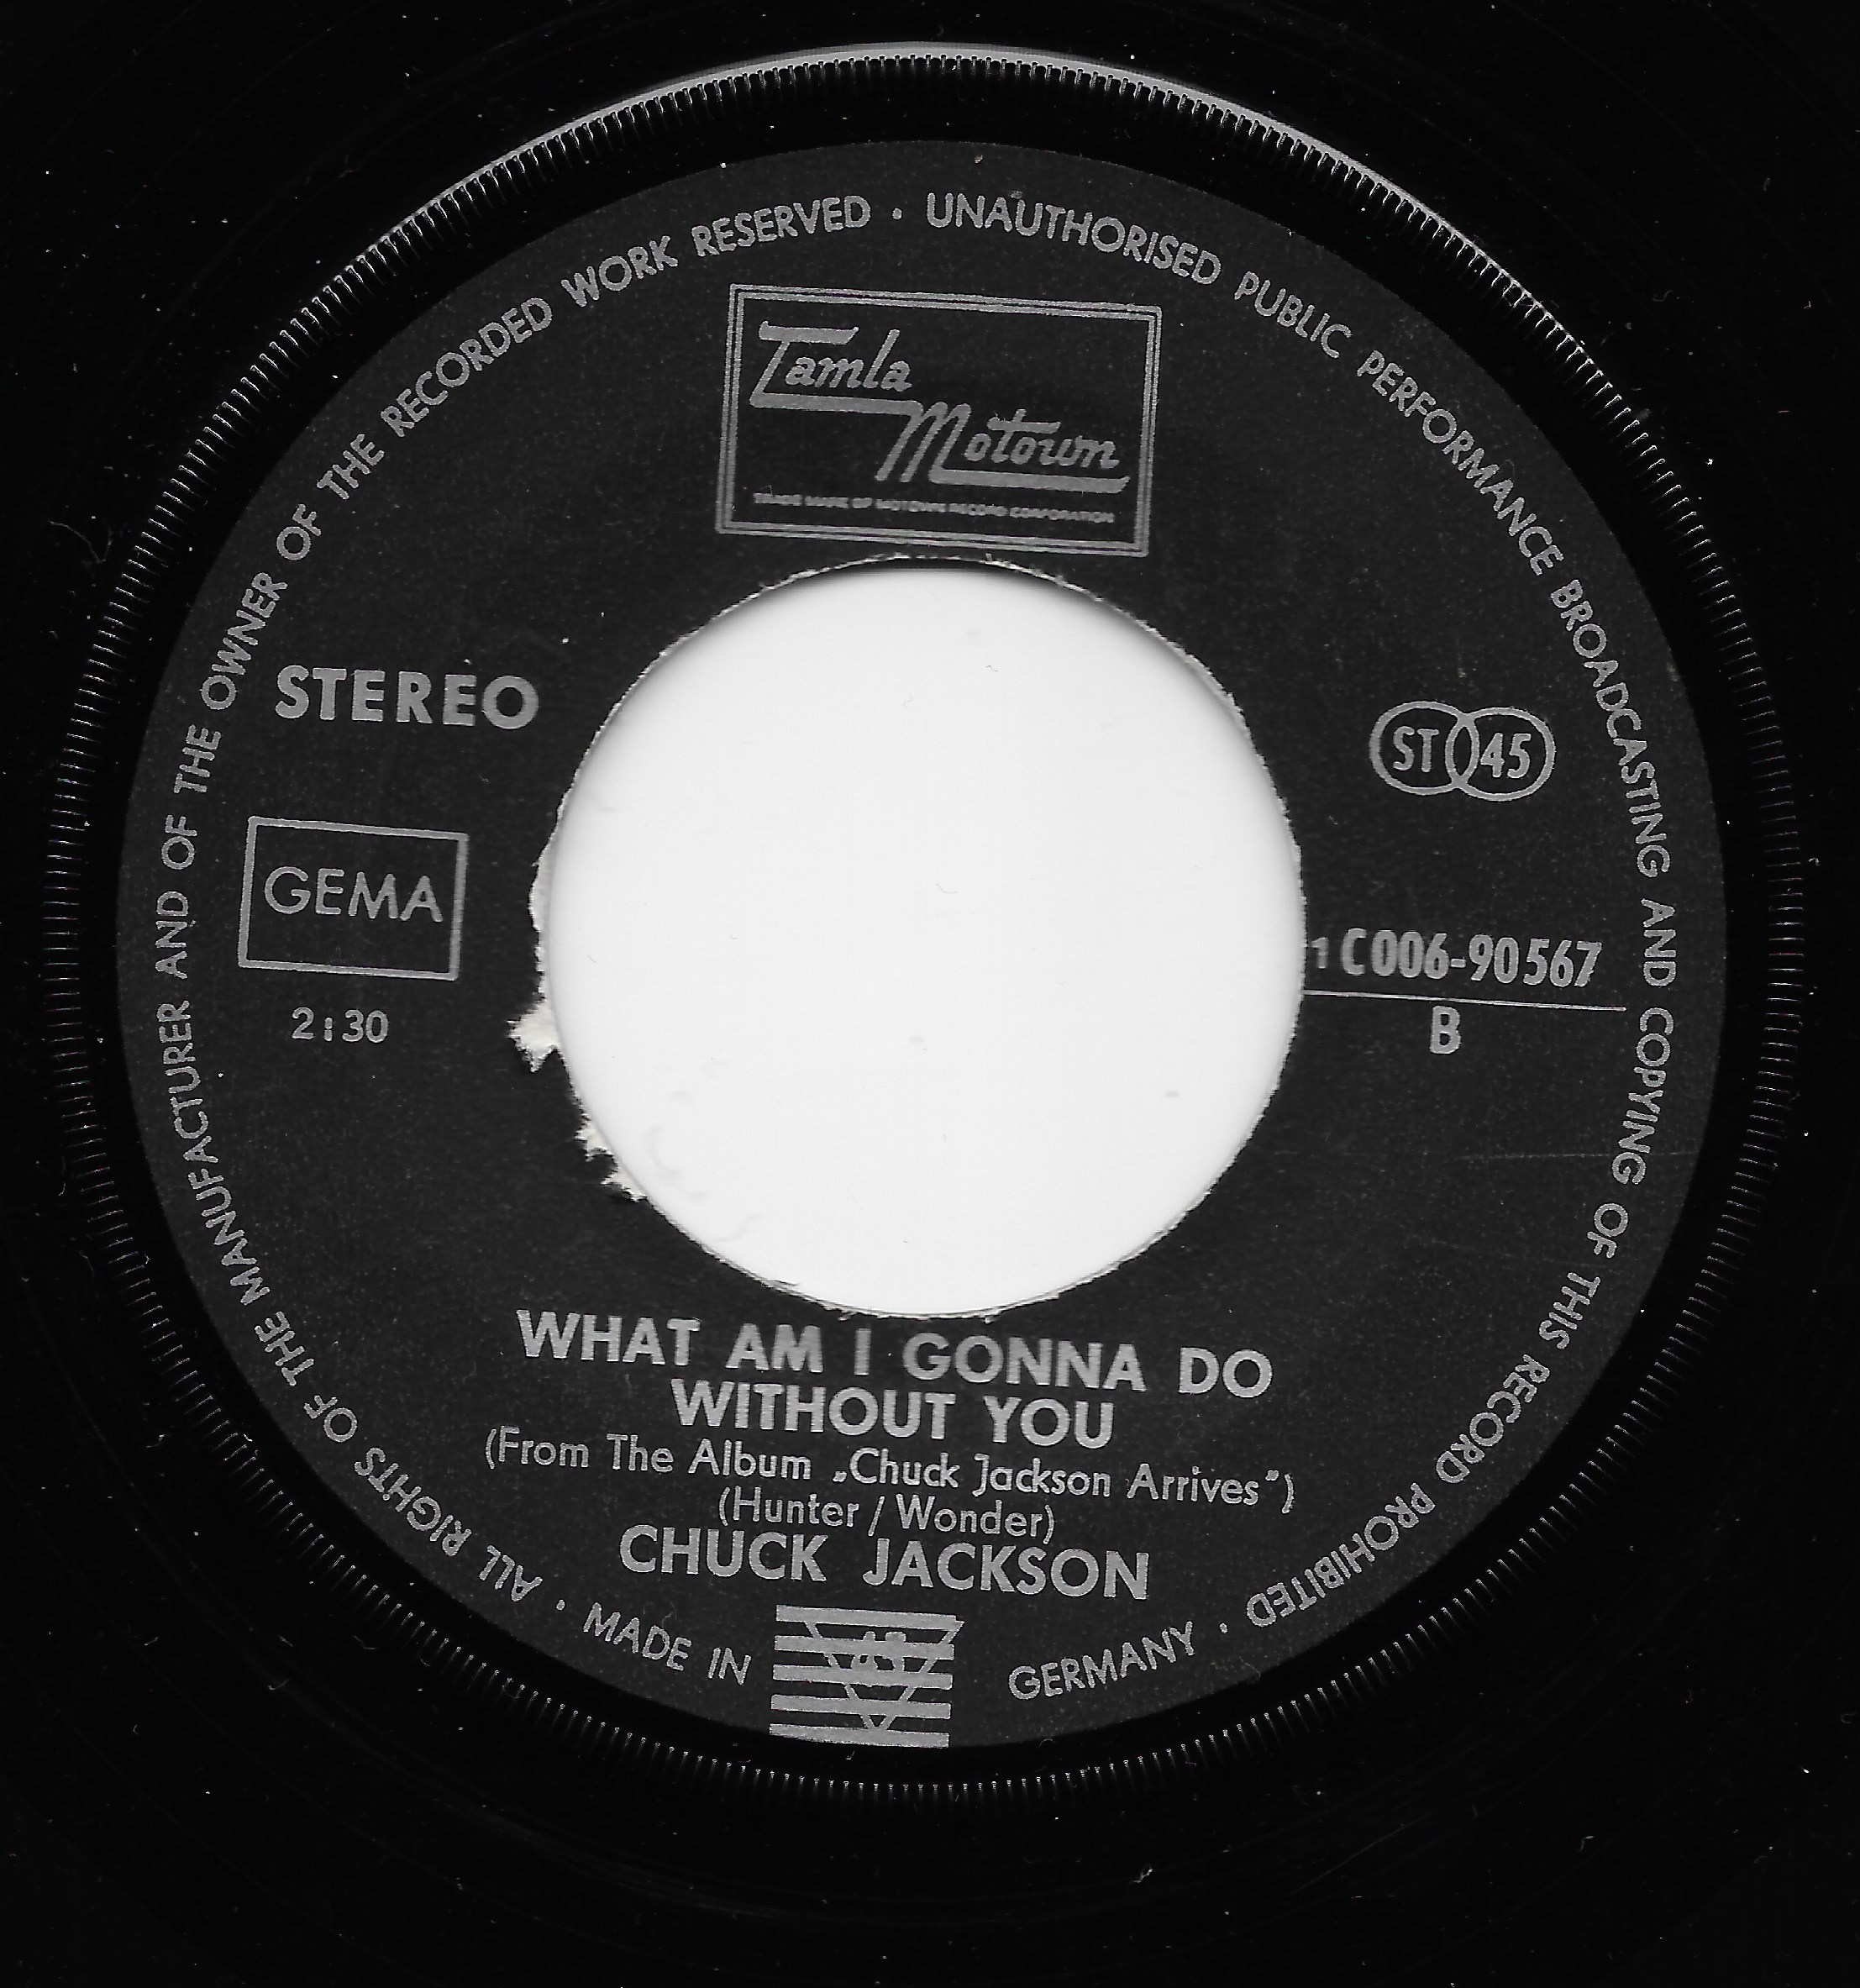 ALL RIGHTS OF THE MANUFACTURER AND OF THE OWNER OF THE RECORDED WORK RESERVED · UNAUTHORISED PUBLIC PERFORMANCE BROADCASTING AND COPYING OF THIS RECORD PROHIBITED ·
Tamla
Motown
TRADE MARK OF MOTOWN RECORD CORPORATION
STEREO
ST 45
GEMA
1 C006-90567
2:30
B
WHAT AM I GONNA DO
WITHOUT YOU
(From The Album „Chuck Jackson Arrives“)
(Hunter / Wonder)
CHUCK JACKSON
45
MADE IN GERMANY